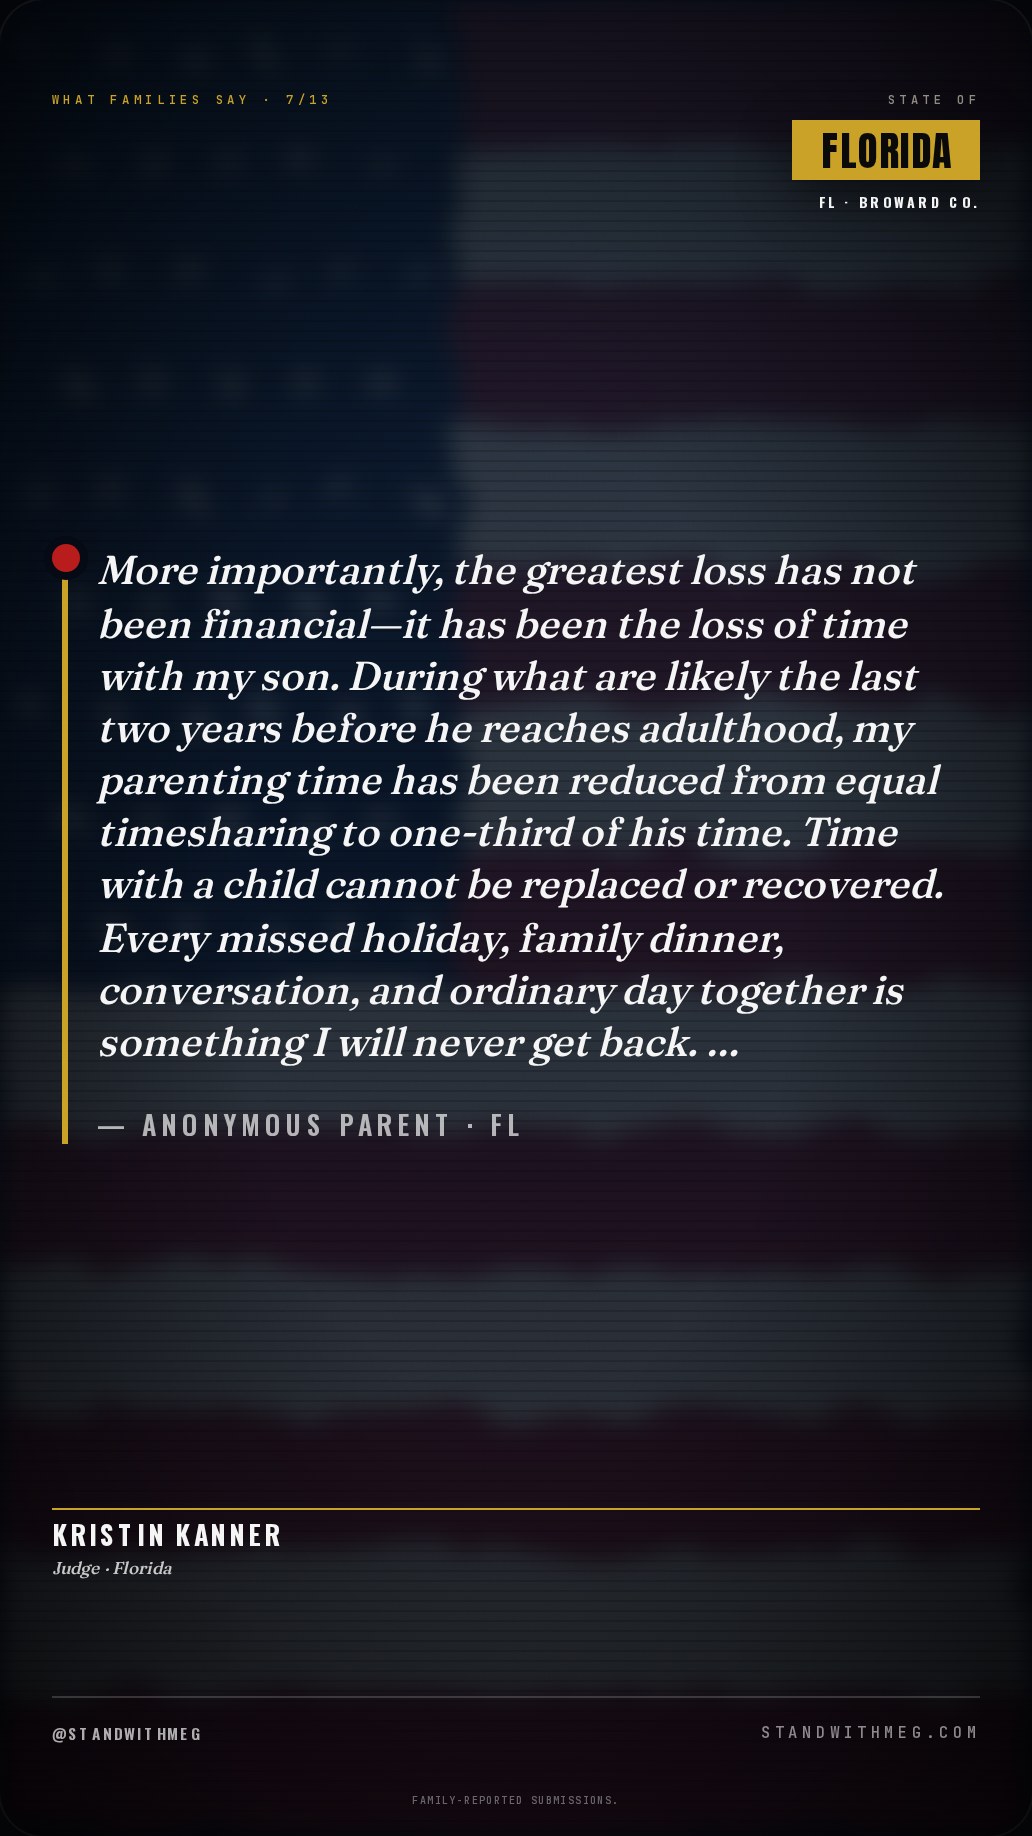 WHAT FAMILIES SAY · 7/13
STATE OF
FLORIDA
FL · BROWARD CO.
More importantly, the greatest loss has not
been financial—it has been the loss of time
with my son. During what are likely the last
two years before he reaches adulthood, my
parenting time has been reduced from equal
timesharing to one-third of his time. Time
with a child cannot be replaced or recovered.
Every missed holiday, family dinner,
conversation, and ordinary day together is
something I will never get back. ...
— ANONYMOUS PARENT · FL
KRISTIN KANNER
Judge · Florida
@STANDWITHMEG
STANDWITHMEG.COM
FAMILY-REPORTED SUBMISSIONS.